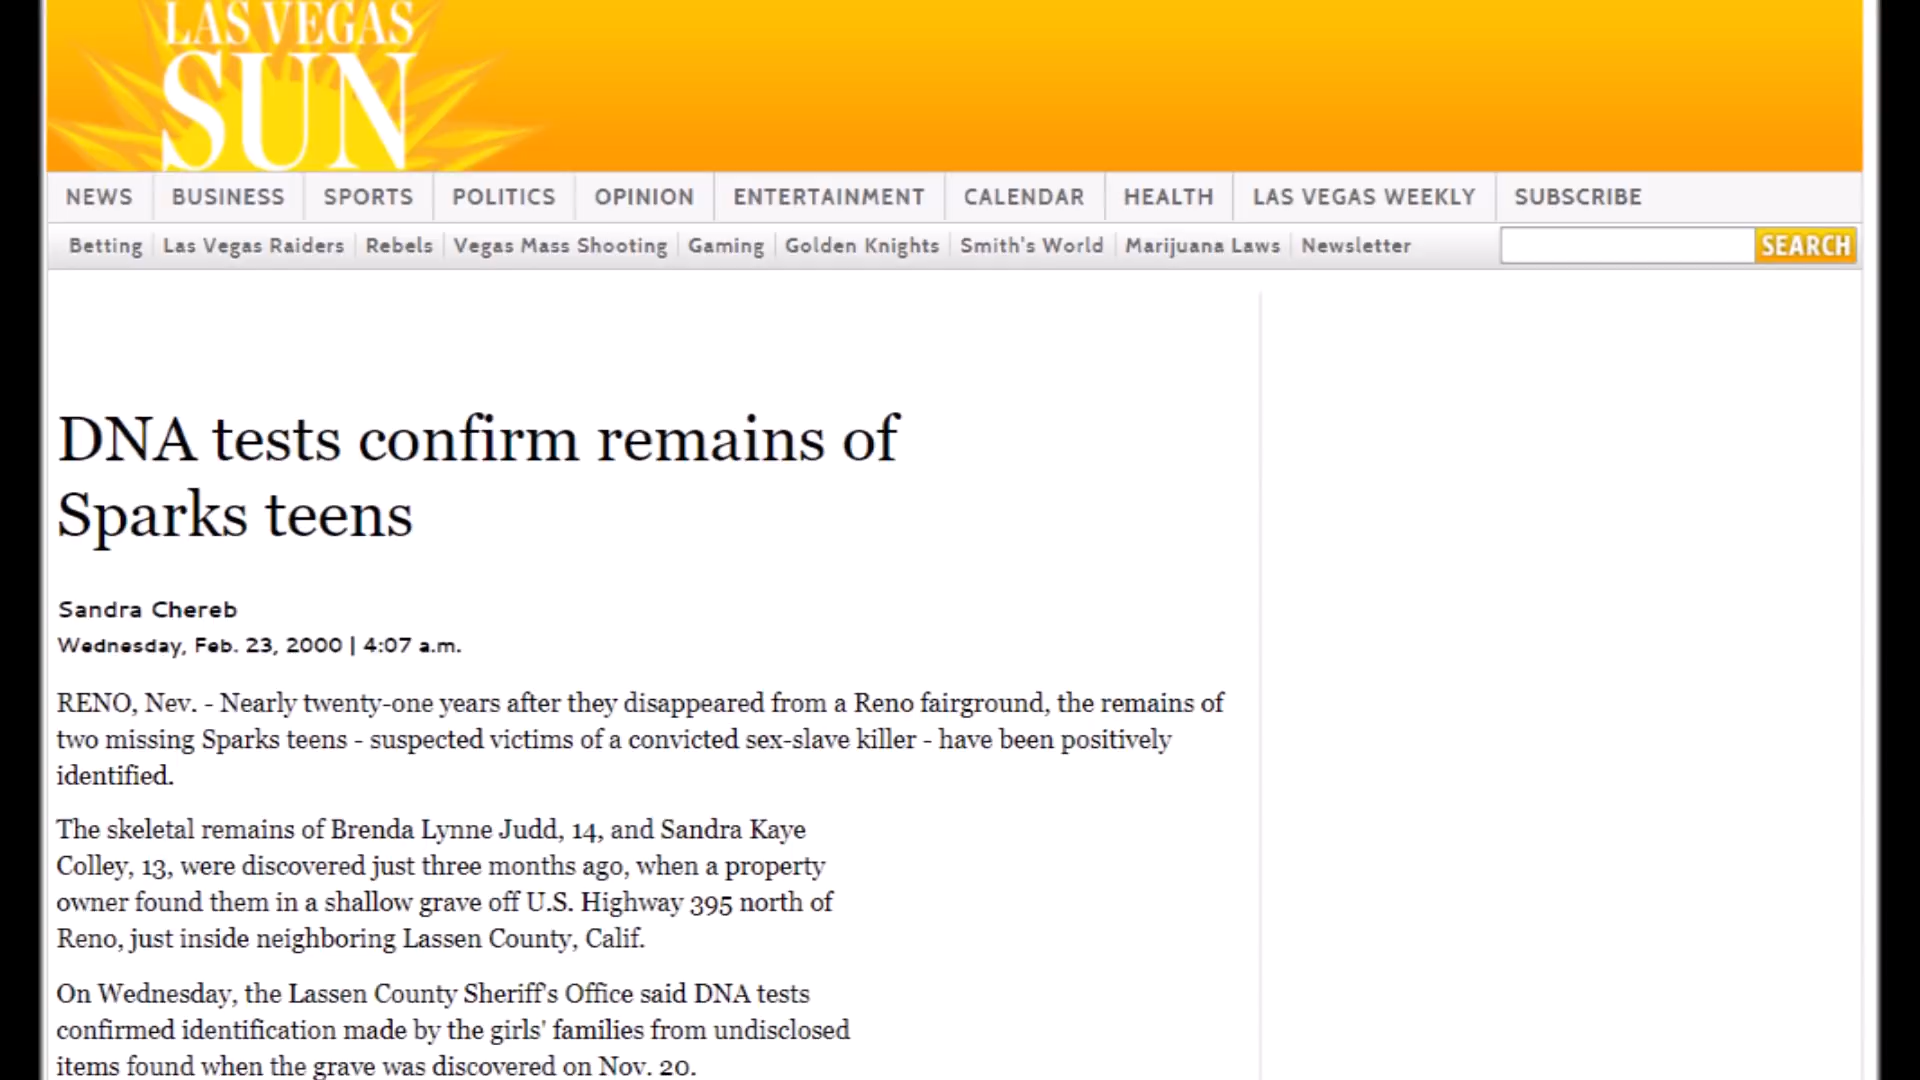 LAS VEGAS
SUN
NEWS BUSINESS SPORTS POLITICS OPINION ENTERTAINMENT CALENDAR HEALTH LAS VEGAS WEEKLY SUBSCRIBE
Betting Las Vegas Raiders Rebels Vegas Mass Shooting Gaming Golden Knights Smith's World Marijuana Laws Newsletter SEARCH
DNA tests confirm remains of
Sparks teens
Sandra Chereb
Wednesday, Feb. 23, 2000 | 4:07 a.m.
RENO, Nev. - Nearly twenty-one years after they disappeared from a Reno fairground, the remains of
two missing Sparks teens - suspected victims of a convicted sex-slave killer - have been positively
identified.
The skeletal remains of Brenda Lynne Judd, 14, and Sandra Kaye
Colley, 13, were discovered just three months ago, when a property
owner found them in a shallow grave off U.S. Highway 395 north of
Reno, just inside neighboring Lassen County, Calif.
On Wednesday, the Lassen County Sheriff's Office said DNA tests
confirmed identification made by the girls' families from undisclosed
items found when the grave was discovered on Nov. 20.